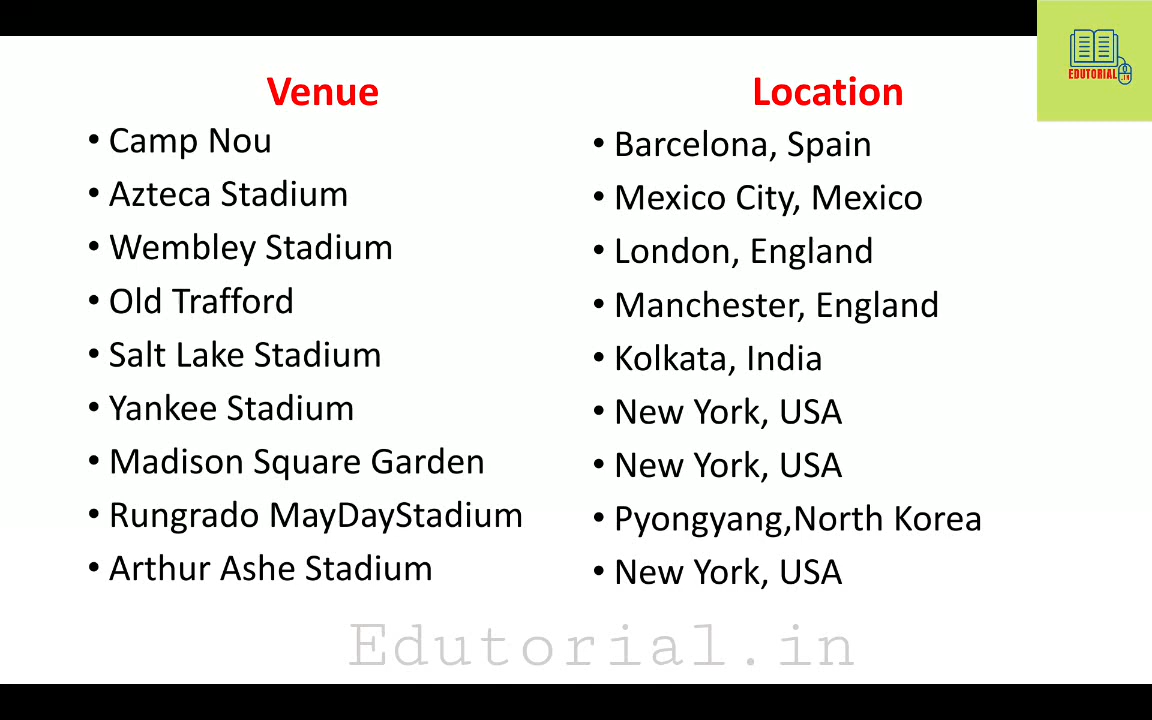 EDUTORIAL
.IN
Venue
Location
• Camp Nou
• Barcelona, Spain
• Azteca Stadium
• Mexico City, Mexico
• Wembley Stadium
• London, England
• Old Trafford
• Manchester, England
• Salt Lake Stadium
• Kolkata, India
• Yankee Stadium
• New York, USA
• Madison Square Garden
• New York, USA
• Rungrado MayDayStadium
• Pyongyang,North Korea
• Arthur Ashe Stadium
• New York, USA
Edutorial.in